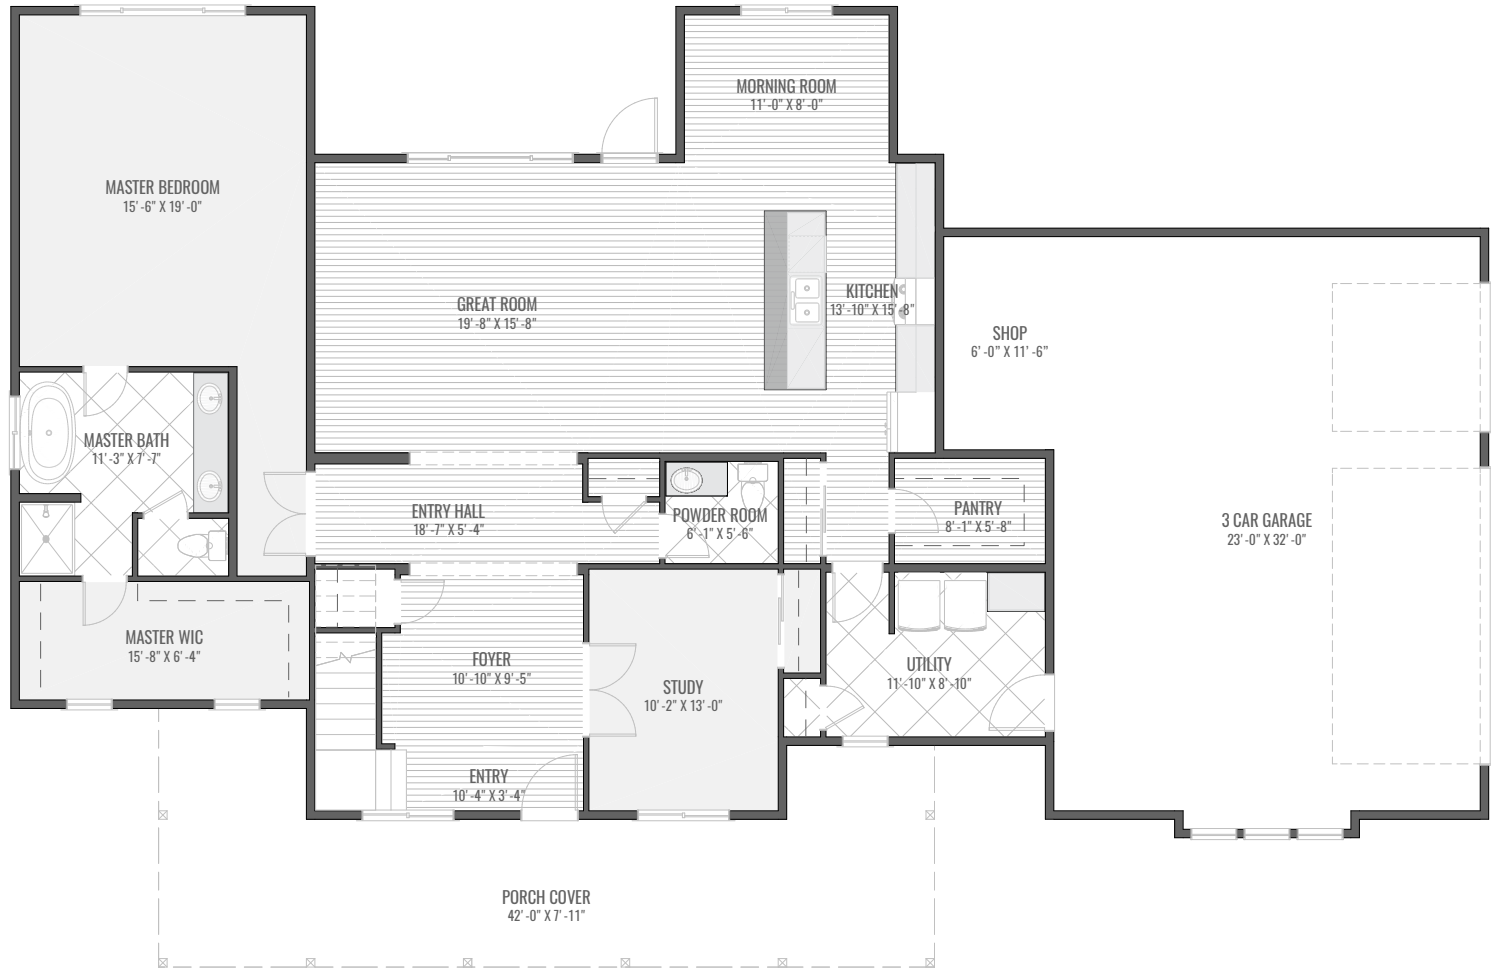 MORNING ROOM
11'-0" X 8'-0"
MASTER BEDROOM
15'-6" X 19'-0"
GREAT ROOM
19'-8" X 15'-8"
KITCHEN
13'-10" X 15'-8"
SHOP
6'-0" X 11'-6"
MASTER BATH
11'-3" X 7'-7"
ENTRY HALL
18'-7" X 5'-4"
POWDER ROOM
6'-1" X 5'-6"
PANTRY
8'-1" X 5'-8"
3 CAR GARAGE
23'-0" X 32'-0"
MASTER WIC
15'-8" X 6'-4"
FOYER
10'-10" X 9'-5"
STUDY
10'-2" X 13'-0"
UTILITY
11'-10" X 8'-10"
ENTRY
10'-4" X 3'-4"
PORCH COVER
42'-0" X 7'-11"